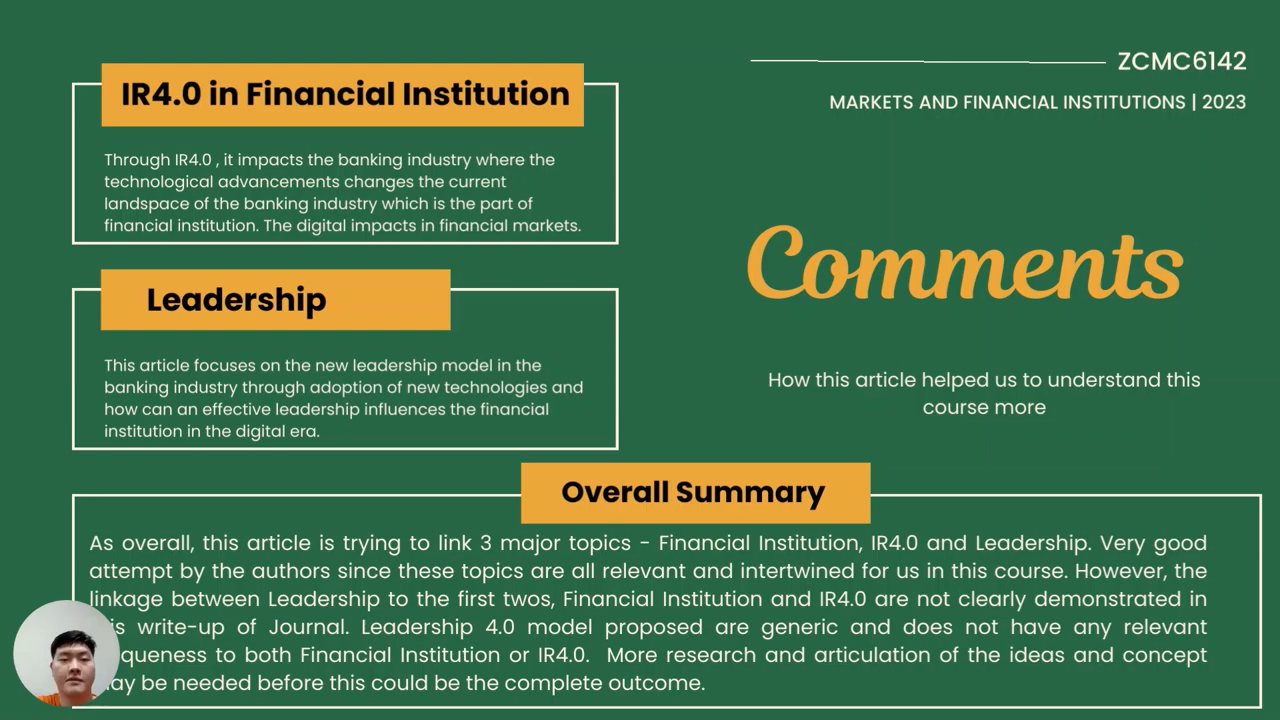 IR4.0 in Financial Institution
Through IR4.0 , it impacts the banking industry where the
technological advancements changes the current
landspace of the banking industry which is the part of
financial institution. The digital impacts in financial markets.
Leadership
This article focuses on the new leadership model in the
banking industry through adoption of new technologies and
how can an effective leadership influences the financial
institution in the digital era.
ZCMC6142
MARKETS AND FINANCIAL INSTITUTIONS | 2023
Comments
How this article helped us to understand this
course more
Overall Summary
As overall, this article is trying to link 3 major topics - Financial Institution, IR4.0 and Leadership. Very good
attempt by the authors since these topics are all relevant and intertwined for us in this course. However, the
linkage between Leadership to the first twos, Financial Institution and IR4.0 are not clearly demonstrated in
write-up of Journal. Leadership 4.0 model proposed are generic and does not have any relevant
to both Financial Institution or IR4.0. More research and articulation of the ideas and concept
may be needed before this could be the complete outcome.